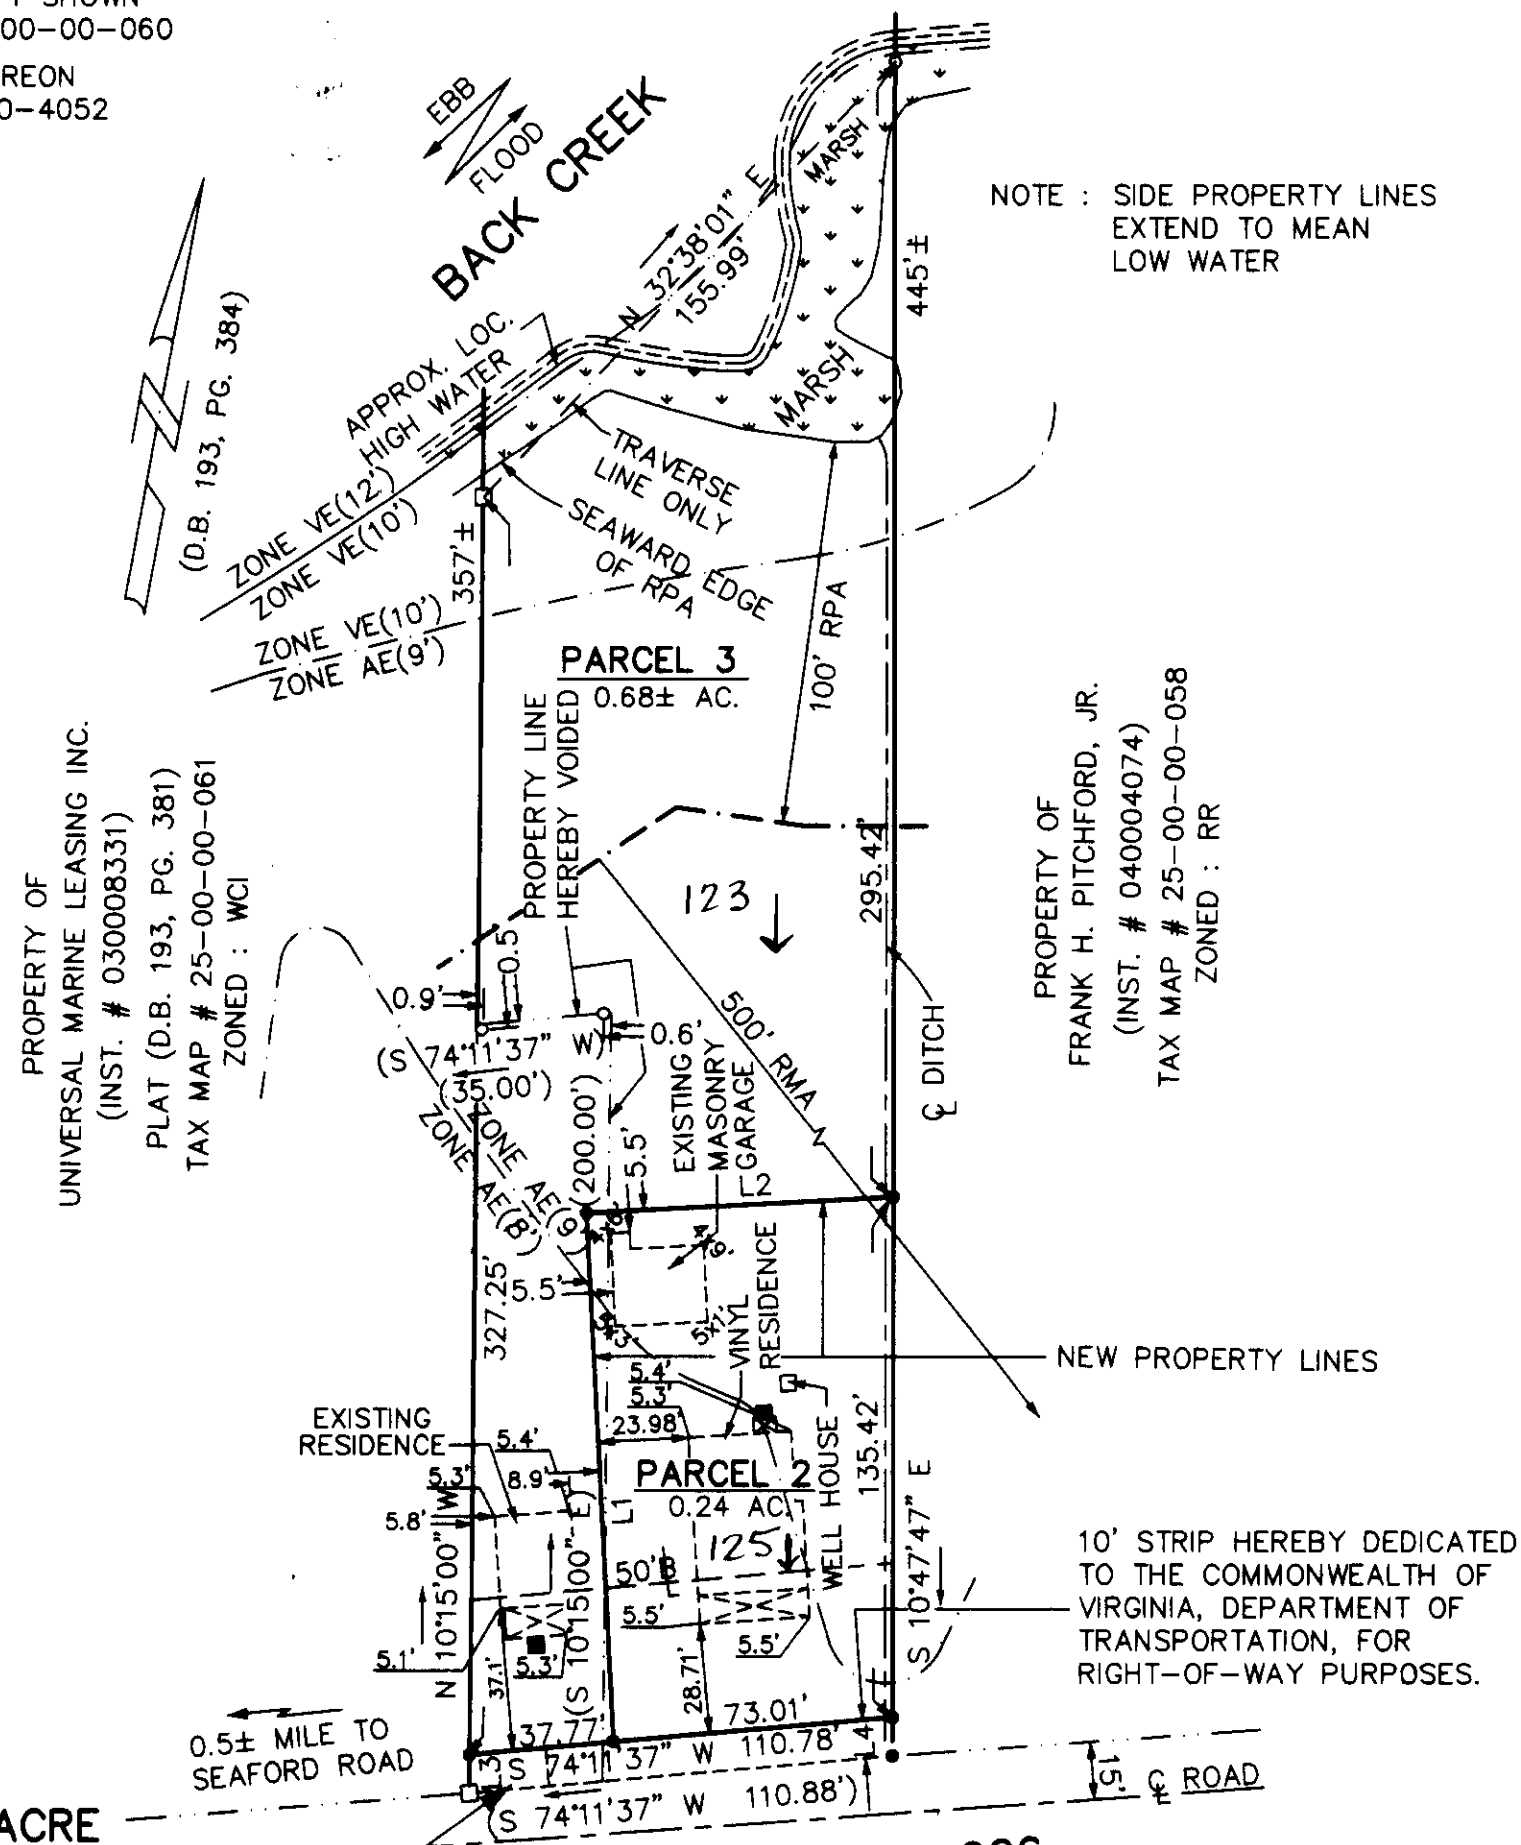 SHOWN
00-00-060
REON
0-4052
EBB
FLOOD
BACK CREEK
MARSH
NOTE : SIDE PROPERTY LINES
EXTEND TO MEAN
LOW WATER
N 32°38'01" E
155.99'
445'±
(D.B. 193, PG. 384)
APPROX. LOC.
HIGH WATER
MARSH
TRAVERSE
LINE ONLY
SEAWARD EDGE
OF RPA
ZONE VE(12')
ZONE VE(10')
357'±
ZONE VE(10')
ZONE AE(9')
PARCEL 3
0.68± AC.
100' RPA
PROPERTY LINE
HEREBY VOIDED
PROPERTY OF
UNIVERSAL MARINE LEASING INC.
(INST. # 030008331)
PLAT (D.B. 193, PG. 381)
TAX MAP # 25-00-00-061
ZONED : WCI
PROPERTY OF
FRANK H. PITCHFORD, JR.
(INST. # 040004074)
TAX MAP # 25-00-00-058
ZONED : RR
295.42'
123
0.9'
0.5'
(S 74°11'37" W)
(35.00')
0.6'
500' RMA
℄ DITCH
ZONE AE(9')
ZONE AE(8')
(200.00')
5.5'
EXISTING
MASONRY
GARAGE
L2
327.25'
5.5'
VINYL
RESIDENCE
NEW PROPERTY LINES
5.4'
5.3'
23.98'
135.42'
EXISTING
RESIDENCE
5.4'
8.9'
5.3'
5.8'
PARCEL 2
0.24 AC.
L1
125
WELL HOUSE
50'B
N 10°15'00" W
(S 10°15'00" E)
S 10°47'47" E
10' STRIP HEREBY DEDICATED
TO THE COMMONWEALTH OF
VIRGINIA, DEPARTMENT OF
TRANSPORTATION, FOR
RIGHT-OF-WAY PURPOSES.
5.5'
5.5'
5.1'
5.3'
37.1'
28.71'
73.01'
37.77'
0.5± MILE TO
SEAFORD ROAD
3
S 74°11'37" W 110.78'
4
(S 74°11'37" W 110.88')
15'
℄ ROAD
ACRE